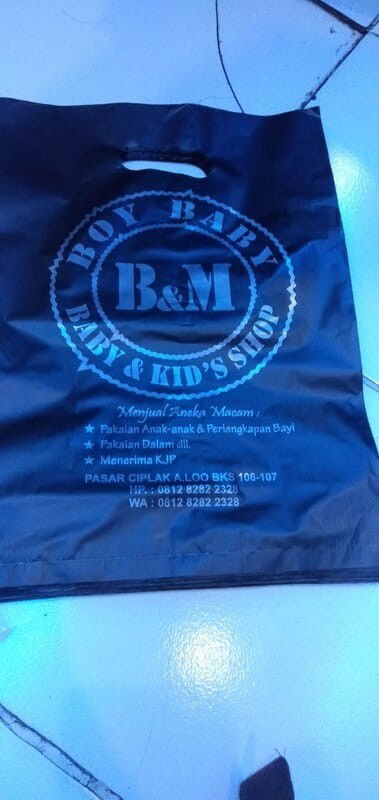 BOY BABY
B&M
BABY & KID'S SHOP
Menjual Aneka Macam :
★ Pakaian Anak-anak & Perlengkapan Bayi
★ Pakaian Dalam dll.
★ Menerima KJP
PASAR CIPLAK A.LOO BKS 106-107
HP. : 0812 8282 2328
WA : 0812 8282 2328